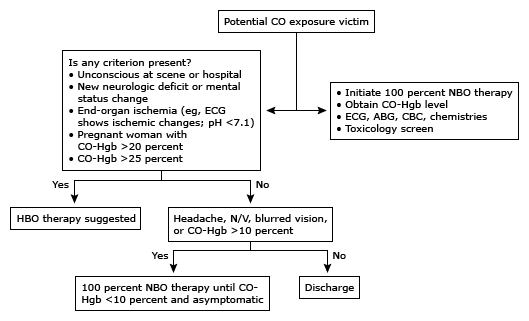 Potential CO exposure victim
Is any criterion present?
• Unconscious at scene or hospital
• New neurologic deficit or mental
status change
• End-organ ischemia (eg, ECG
shows ischemic changes; pH <7.1)
• Pregnant woman with
CO-Hgb >20 percent
• CO-Hgb >25 percent
• Initiate 100 percent NBO therapy
• Obtain CO-Hgb level
• ECG, ABG, CBC, chemistries
• Toxicology screen
Yes
No
HBO therapy suggested
Headache, N/V, blurred vision,
or CO-Hgb >10 percent
Yes
No
100 percent NBO therapy until CO-
Hgb <10 percent and asymptomatic
Discharge